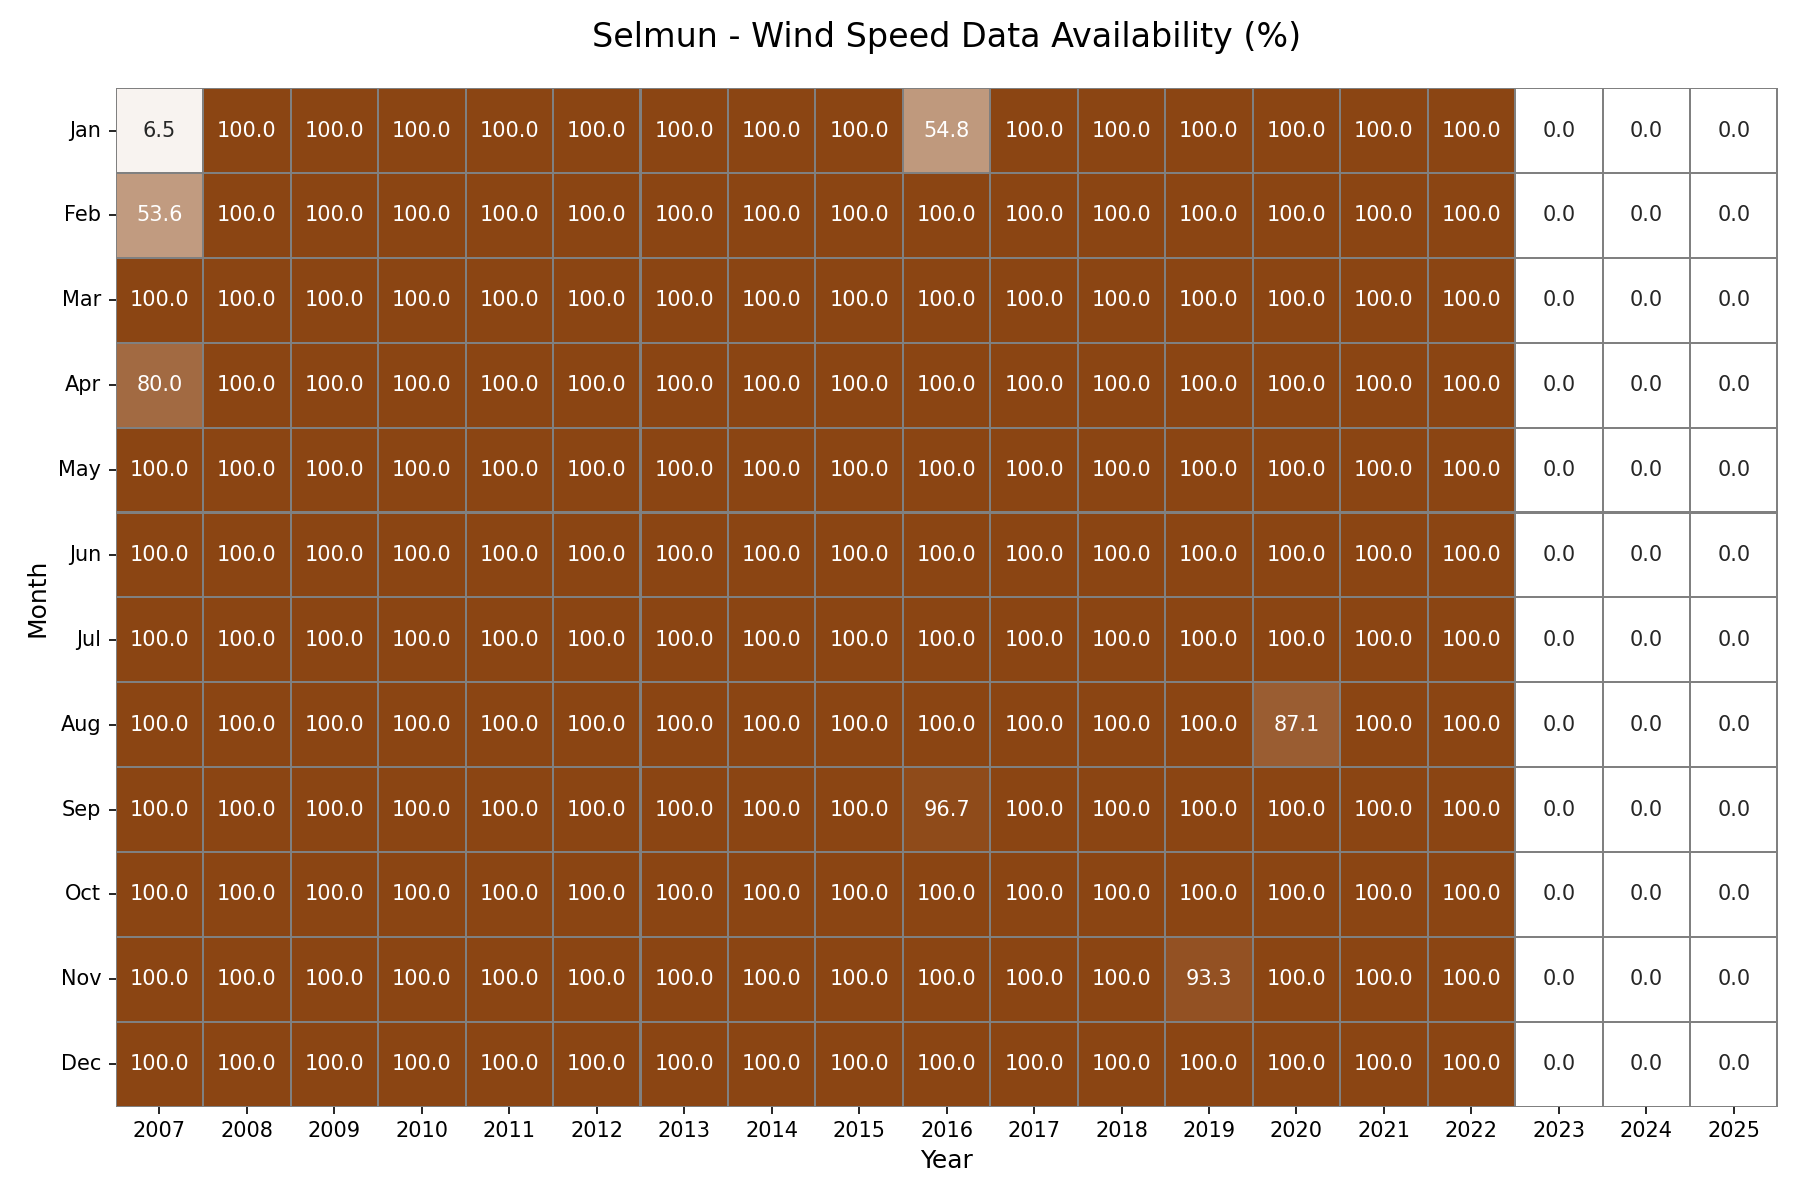 Selmun - Wind Speed Data Availability (%)
Jan 6.5 100.0 100.0 100.0 100.0 100.0 100.0 100.0 100.0 54.8 100.0 100.0 100.0 100.0 100.0 100.0 0.0 0.0 0.0
Feb 53.6 100.0 100.0 100.0 100.0 100.0 100.0 100.0 100.0 100.0 100.0 100.0 100.0 100.0 100.0 100.0 0.0 0.0 0.0
Mar 100.0 100.0 100.0 100.0 100.0 100.0 100.0 100.0 100.0 100.0 100.0 100.0 100.0 100.0 100.0 100.0 0.0 0.0 0.0
Apr 80.0 100.0 100.0 100.0 100.0 100.0 100.0 100.0 100.0 100.0 100.0 100.0 100.0 100.0 100.0 100.0 0.0 0.0 0.0
May 100.0 100.0 100.0 100.0 100.0 100.0 100.0 100.0 100.0 100.0 100.0 100.0 100.0 100.0 100.0 100.0 0.0 0.0 0.0
Jun 100.0 100.0 100.0 100.0 100.0 100.0 100.0 100.0 100.0 100.0 100.0 100.0 100.0 100.0 100.0 100.0 0.0 0.0 0.0
Month
Jul 100.0 100.0 100.0 100.0 100.0 100.0 100.0 100.0 100.0 100.0 100.0 100.0 100.0 100.0 100.0 100.0 0.0 0.0 0.0
Aug 100.0 100.0 100.0 100.0 100.0 100.0 100.0 100.0 100.0 100.0 100.0 100.0 100.0 87.1 100.0 100.0 0.0 0.0 0.0
Sep 100.0 100.0 100.0 100.0 100.0 100.0 100.0 100.0 100.0 96.7 100.0 100.0 100.0 100.0 100.0 100.0 0.0 0.0 0.0
Oct 100.0 100.0 100.0 100.0 100.0 100.0 100.0 100.0 100.0 100.0 100.0 100.0 100.0 100.0 100.0 100.0 0.0 0.0 0.0
Nov 100.0 100.0 100.0 100.0 100.0 100.0 100.0 100.0 100.0 100.0 100.0 100.0 93.3 100.0 100.0 100.0 0.0 0.0 0.0
Dec 100.0 100.0 100.0 100.0 100.0 100.0 100.0 100.0 100.0 100.0 100.0 100.0 100.0 100.0 100.0 100.0 0.0 0.0 0.0
2007 2008 2009 2010 2011 2012 2013 2014 2015 2016 2017 2018 2019 2020 2021 2022 2023 2024 2025
Year